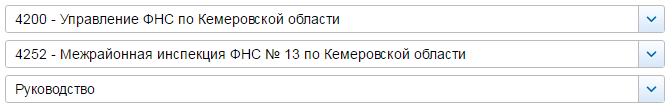 4200 - Управление ФНС по Кемеровской области
4252 - Межрайонная инспекция ФНС № 13 по Кемеровской области
Руководство